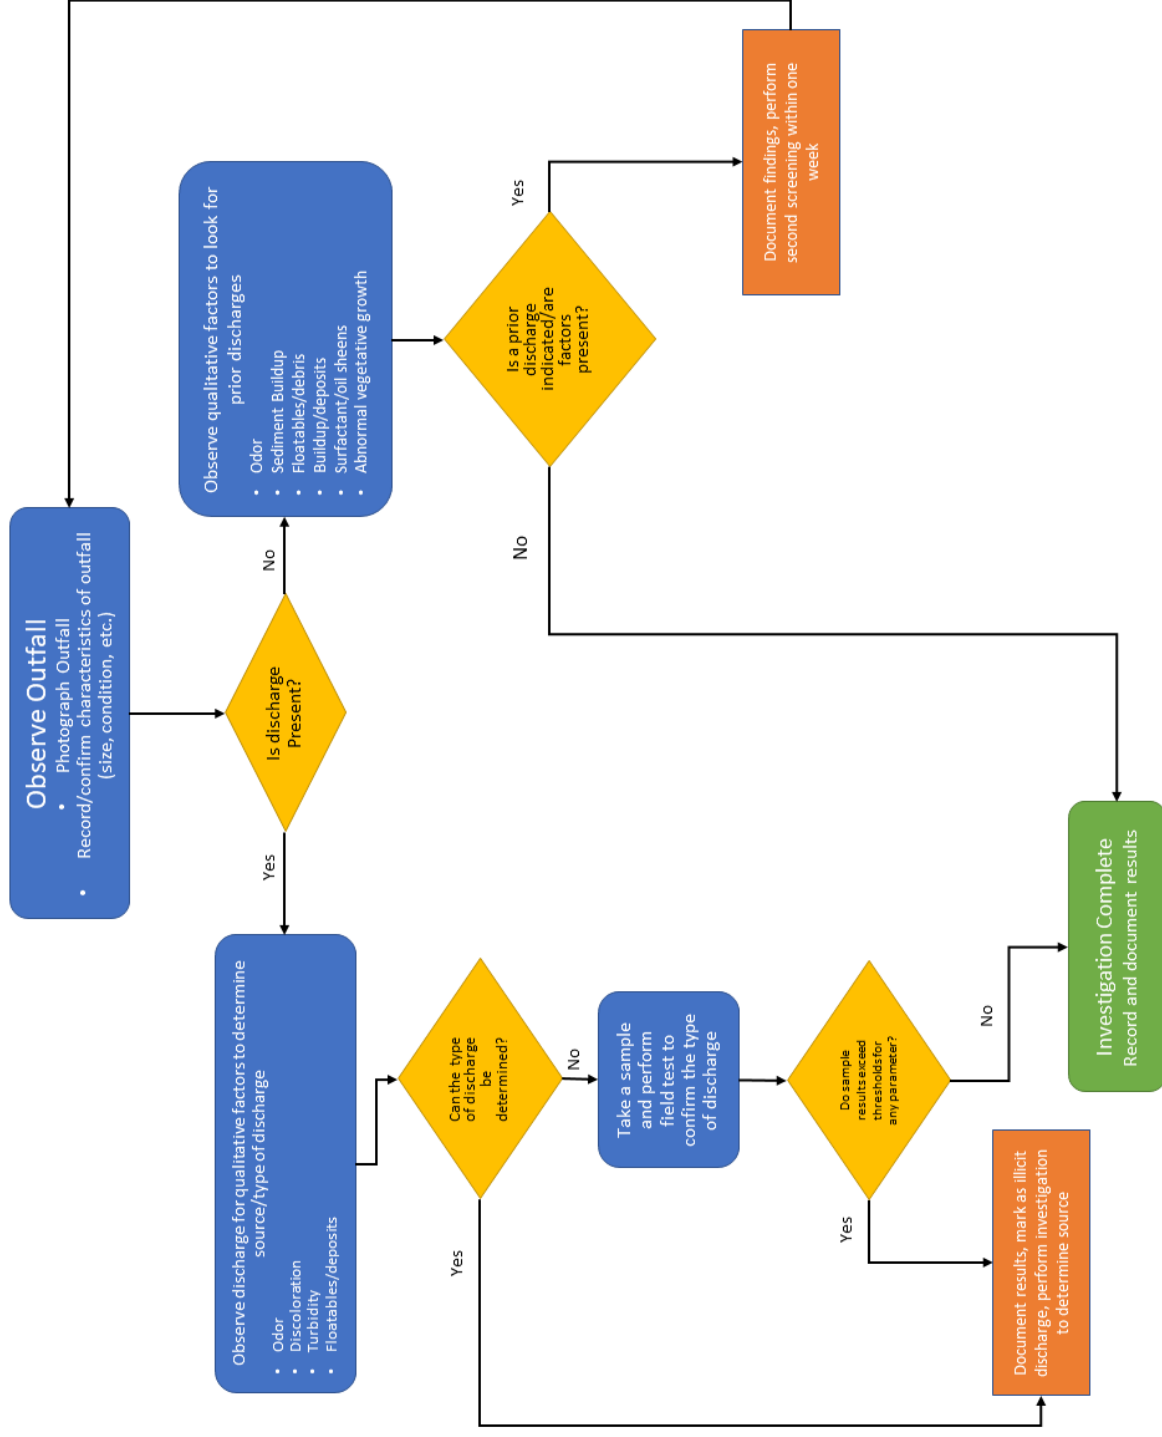 Observe Outfall
• Photograph Outfall
• Record/confirm characteristics of outfall
(size, condition, etc.)
Is discharge
Present?
Yes
No
Observe discharge for qualitative factors to determine
source/type of discharge
• Odor
• Discoloration
• Turbidity
• Floatables/deposits
Observe qualitative factors to look for
prior discharges
• Odor
• Sediment Buildup
• Floatables/debris
• Buildup/deposits
• Surfactant/oil sheens
• Abnormal vegetative growth
Can the type
of discharge
be
determined?
Yes
No
Is a prior
discharge
indicated/are
factors
present?
No
Yes
Take a sample
and perform
field test to
confirm the type
of discharge
Document findings, perform
second screening within one
week
Do sample
results exceed
thresholds for
any parameter?
Yes
No
Document results, mark as illicit
discharge, perform investigation
to determine source
Investigation Complete
Record and document results